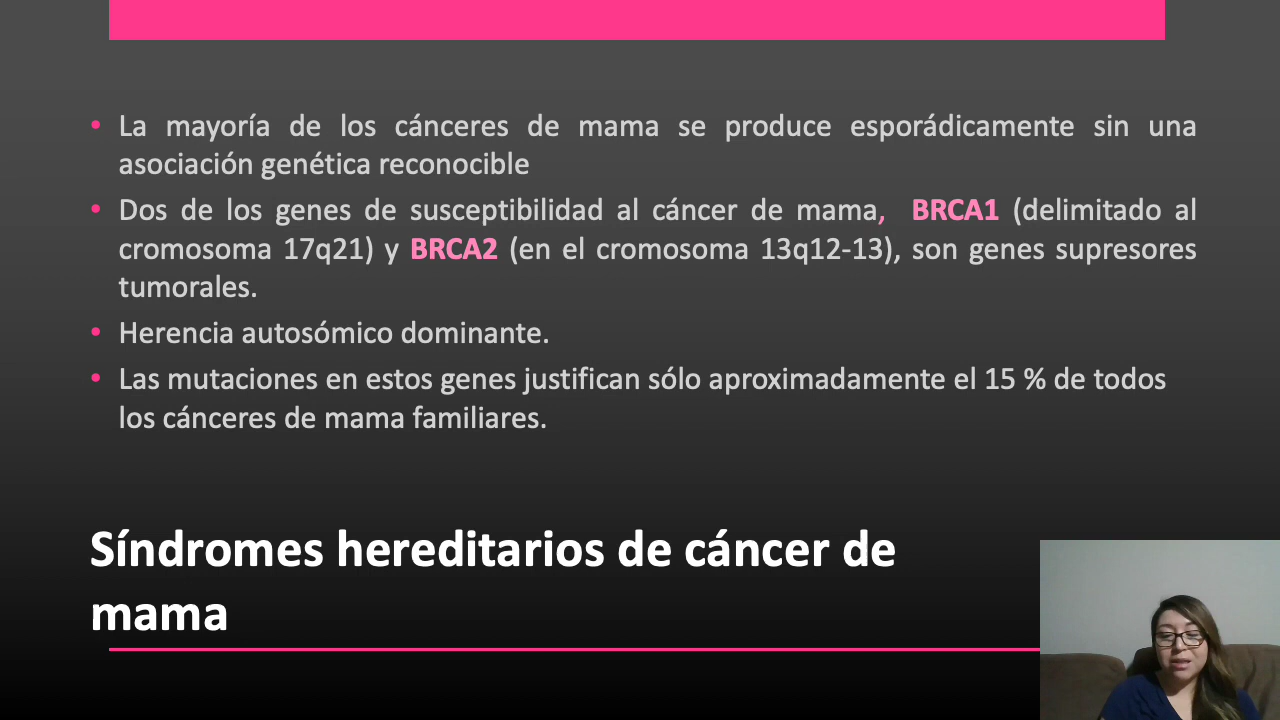 • La mayoría de los cánceres de mama se produce esporádicamente sin una
asociación genética reconocible
• Dos de los genes de susceptibilidad al cáncer de mama, BRCA1 (delimitado al
cromosoma 17q21) y BRCA2 (en el cromosoma 13q12-13), son genes supresores
tumorales.
• Herencia autosómico dominante.
• Las mutaciones en estos genes justifican sólo aproximadamente el 15 % de todos
los cánceres de mama familiares.
Síndromes hereditarios de cáncer de
mama